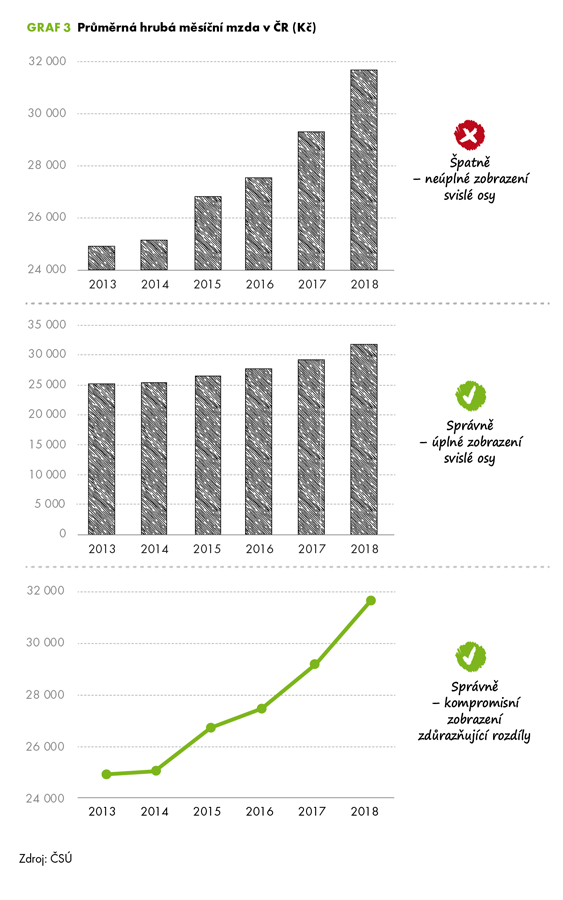 GRAF 3 Průměrná hrubá měsíční mzda v ČR (Kč)
32 000
30 000
28 000
26 000
24 000
2013 2014 2015 2016 2017 2018
Špatně
– neúplné zobrazení
svislé osy
35 000
30 000
25 000
20 000
15 000
10 000
5 000
0
2013 2014 2015 2016 2017 2018
Správně
– úplné zobrazení
svislé osy
32 000
30 000
28 000
26 000
24 000
2013 2014 2015 2016 2017 2018
Správně
– kompromisní
zobrazení
zdůrazňující rozdíly
Zdroj: ČSÚ